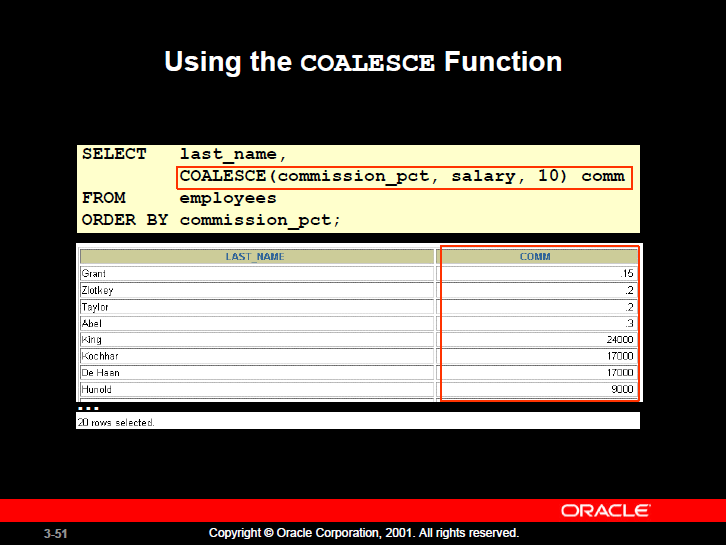 Using the COALESCE Function
SELECT last_name,
COALESCE(commission_pct, salary, 10) comm
FROM employees
ORDER BY commission_pct;
LAST_NAME COMM
Grant .15
Zlotkey .2
Taylor .2
Abel .3
King 24000
Kochhar 17000
De Haan 17000
Hunold 9000
...
20 rows selected.
ORACLE®
3-51 Copyright © Oracle Corporation, 2001. All rights reserved.